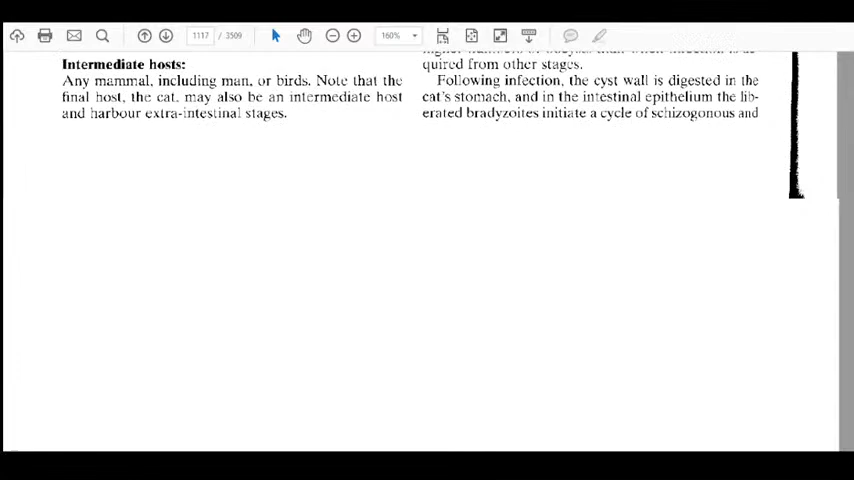 1117 / 3509
160%
Intermediate hosts:
Any mammal, including man, or birds. Note that the
final host, the cat, may also be an intermediate host
and harbour extra-intestinal stages.
quired from other stages.
Following infection, the cyst wall is digested in the
cat's stomach, and in the intestinal epithelium the lib-
erated bradyzoites initiate a cycle of schizogonous and